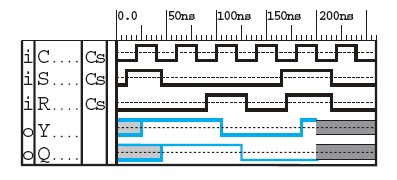 0.0 50ns 100ns 150ns 200ns
i C.... Cs
i S.... Cs
i R.... Cs
o Y....
o Q....